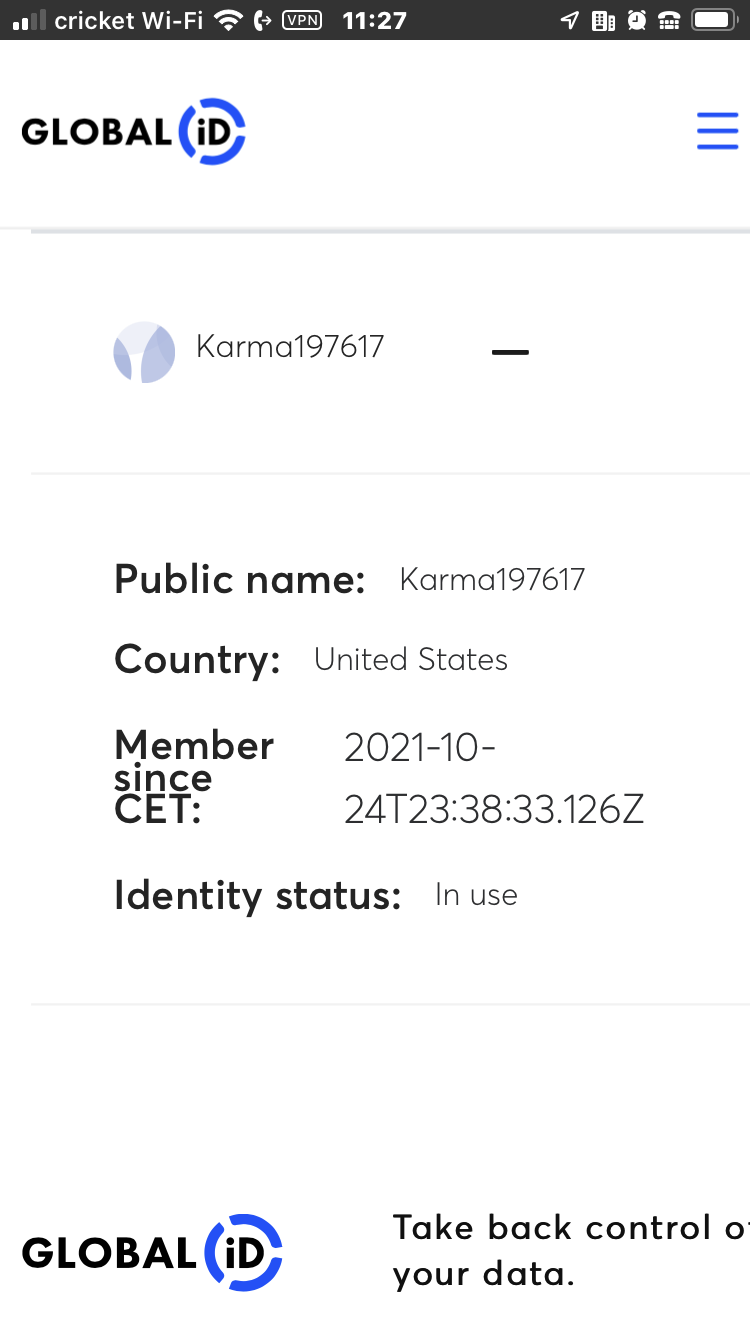 cricket Wi-Fi VPN 11:27
GLOBAL iD
Karma197617
Public name: Karma197617
Country: United States
Member since CET: 2021-10-24T23:38:33.126Z
Identity status: In use
GLOBAL iD
Take back control of
your data.